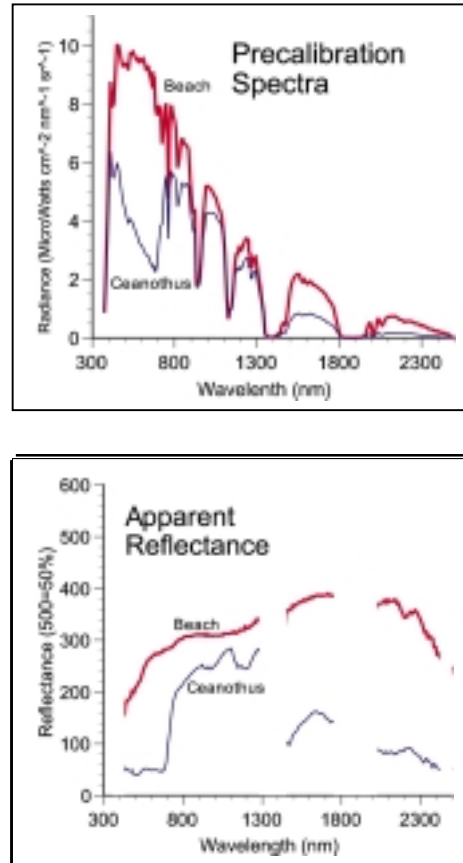 Precalibration
Spectra
Beach
Ceanothus
Radiance (MicroWatts cm^-2 nm^-1 sr^-1)
10
8
6
4
2
0
300 800 1300 1800 2300
Wavelenth (nm)
Apparent
Reflectance
Beach
Ceanothus
Reflectance (500=50%)
600
500
400
300
200
100
0
300 800 1300 1800 2300
Wavelength (nm)